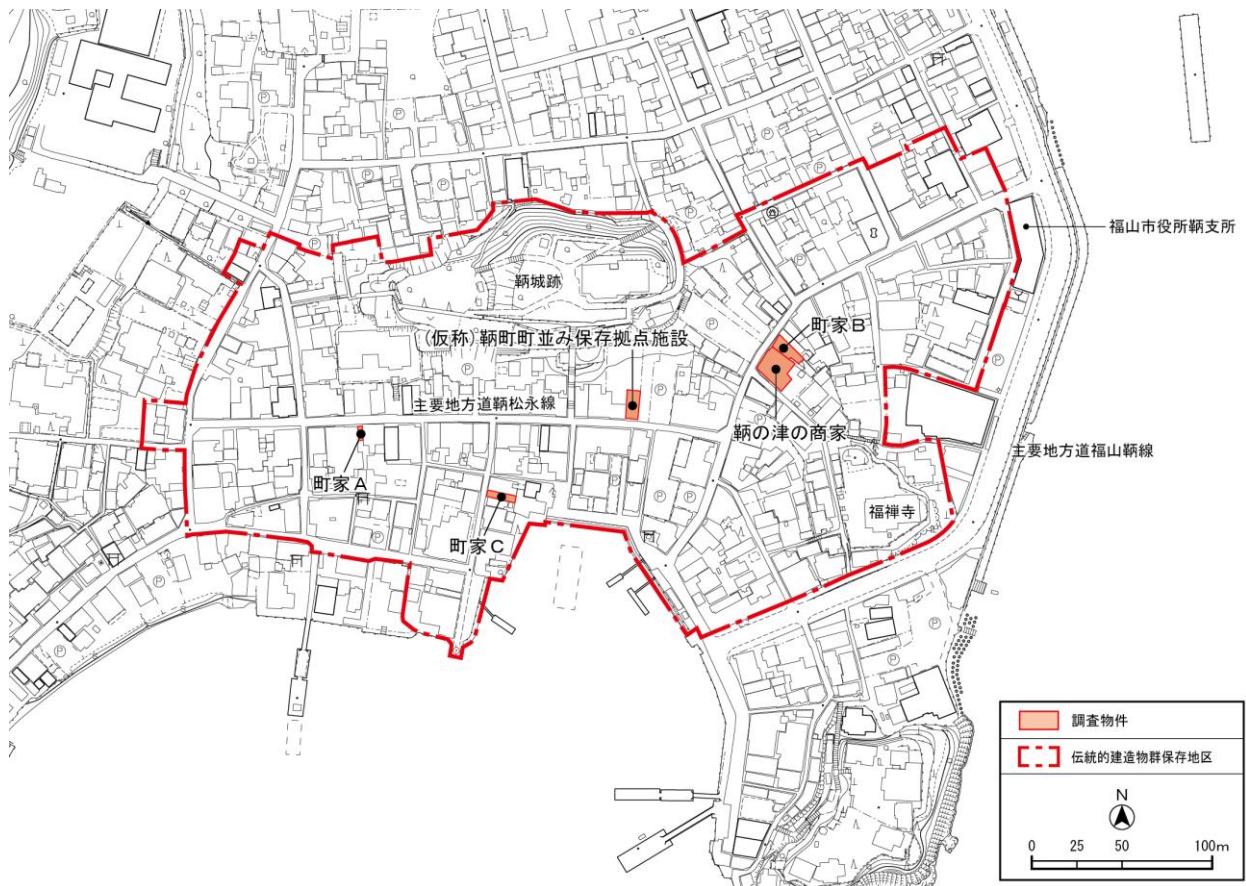 福山市役所鞆支所
鞆城跡
町家B
(仮称)鞆町町並み保存拠点施設
主要地方道鞆松永線
鞆の津の商家
主要地方道福山鞆線
町家A
福禅寺
町家C
調査物件
伝統的建造物群保存地区
N
0 25 50 100m